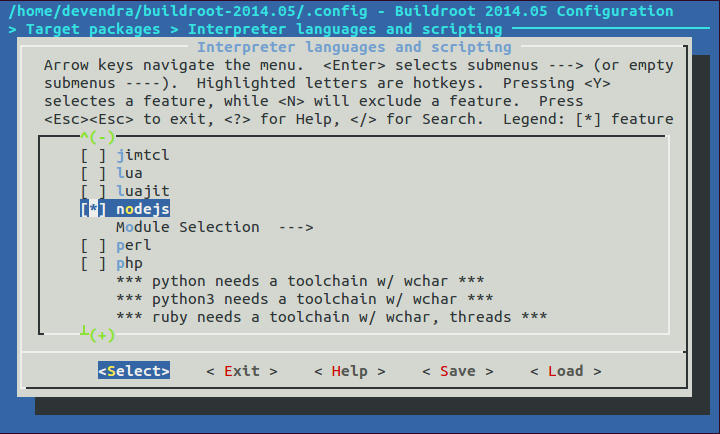 /home/devendra/buildroot-2014.05/.config - Buildroot 2014.05 Configuration
> Target packages > Interpreter languages and scripting
Interpreter languages and scripting
Arrow keys navigate the menu.  <Enter> selects submenus ---> (or empty
submenus ----).  Highlighted letters are hotkeys.  Pressing <Y>
selectes a feature, while <N> will exclude a feature.  Press
<Esc><Esc> to exit, <?> for Help, </> for Search.  Legend: [*] feature
^(-)
[ ] jimtcl
[ ] lua
[ ] luajit
[*] nodejs
Module Selection  --->
[ ] perl
[ ] php
*** python needs a toolchain w/ wchar ***
*** python3 needs a toolchain w/ wchar ***
*** ruby needs a toolchain w/ wchar, threads ***
┴(+)
<Select>    < Exit >    < Help >    < Save >    < Load >